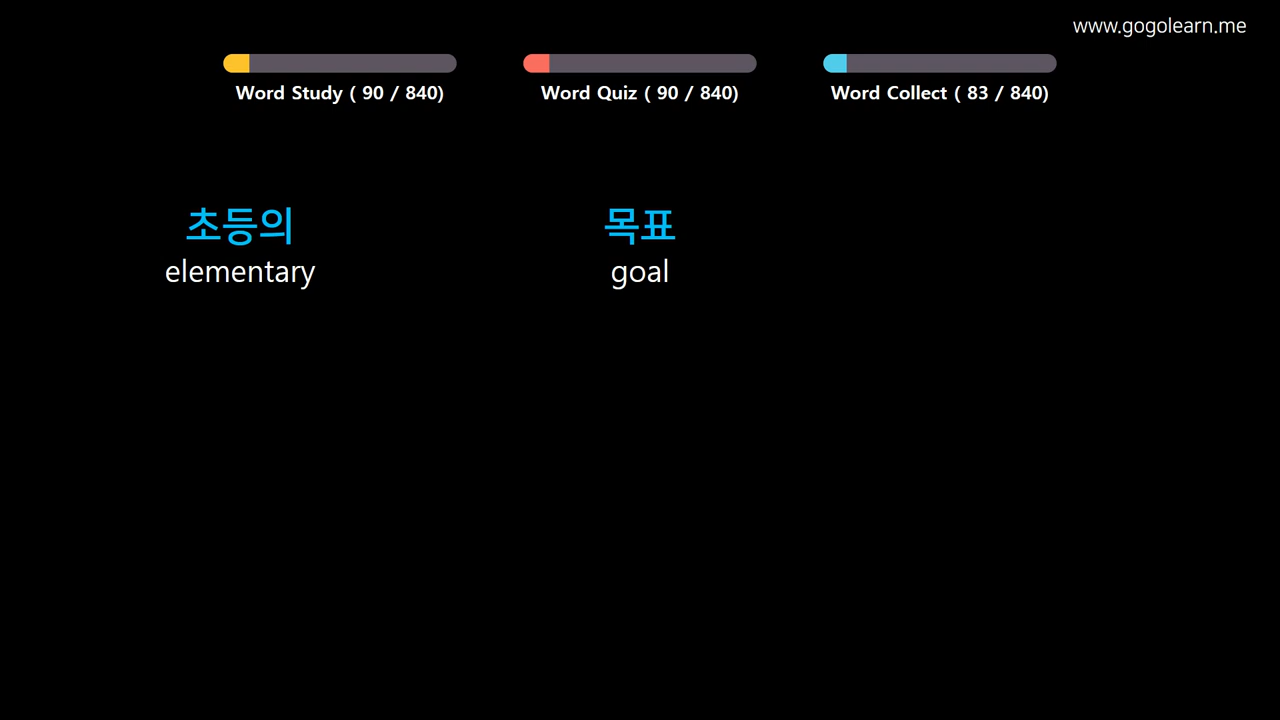 www.gogolearn.me
Word Study ( 90 / 840)
Word Quiz ( 90 / 840)
Word Collect ( 83 / 840)
초등의
elementary
목표
goal